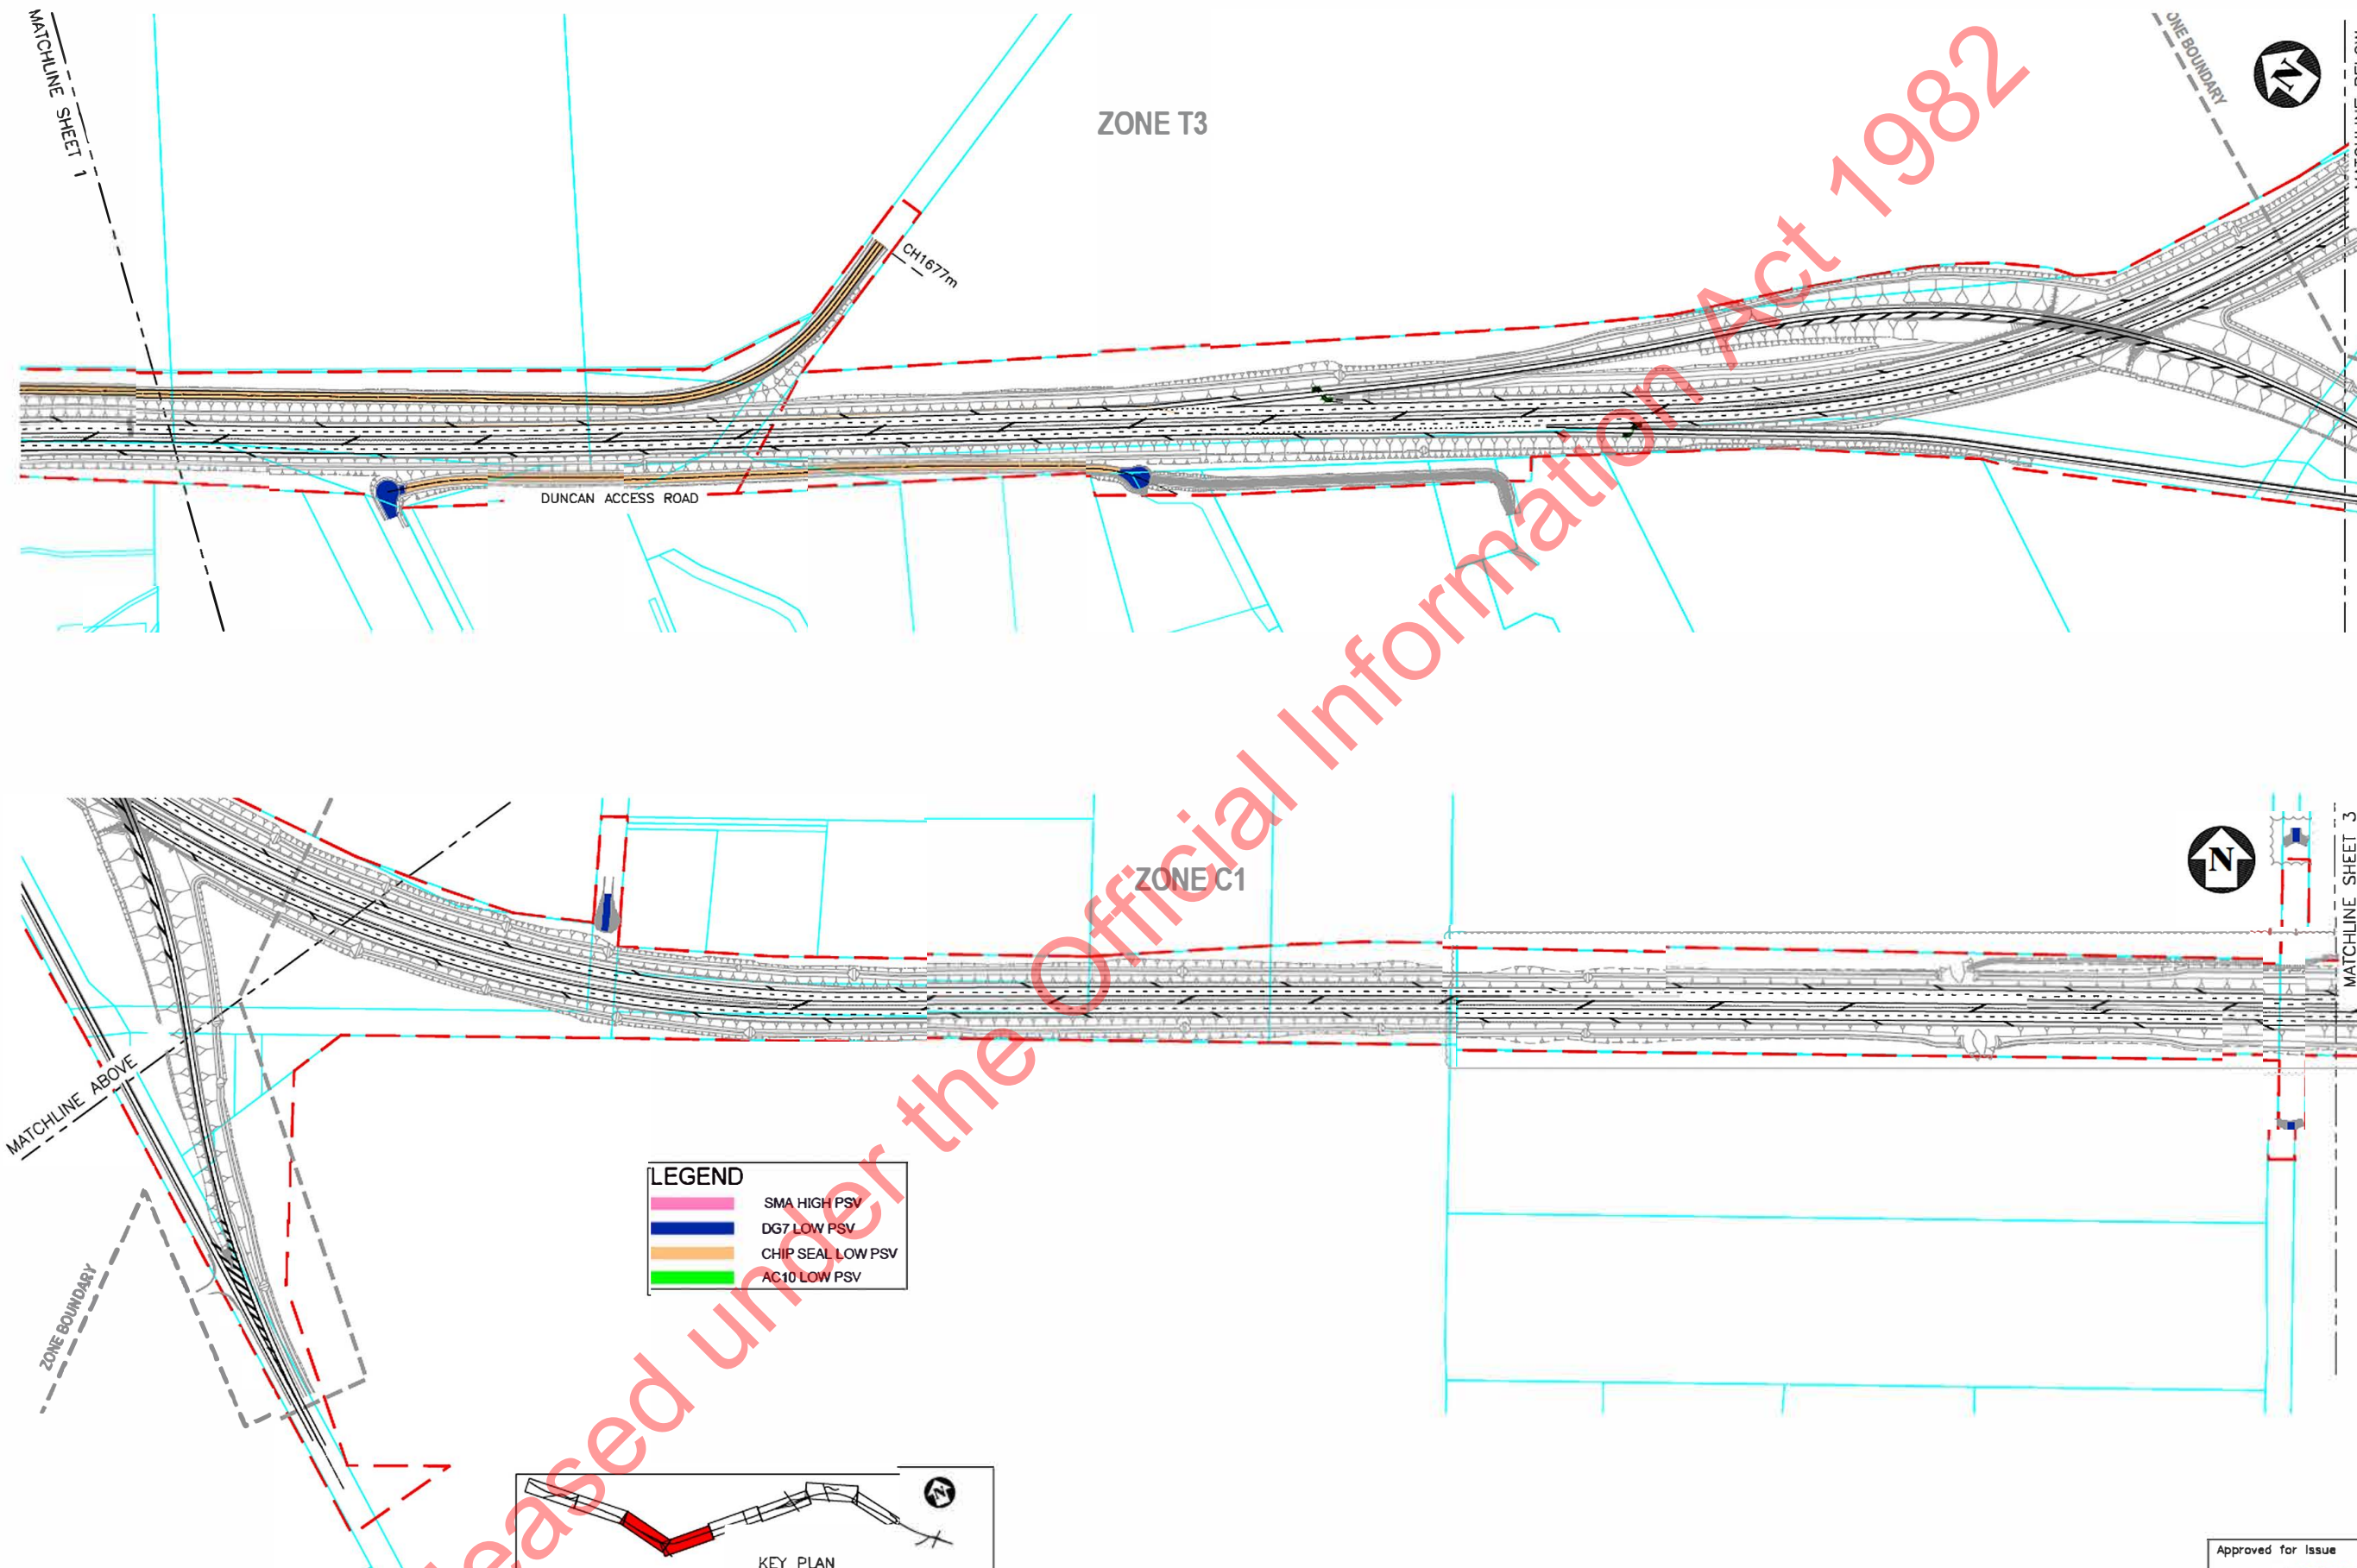 MATCHLINE SHEET 1
ZONE T3
ZONE BOUNDARY
N
CH1677m
DUNCAN ACCESS ROAD
ZONE C1
N
MATCHLINE SHEET 3
MATCHLINE ABOVE
ZONE BOUNDARY
LEGEND
SMA HIGH PSV
DG7 LOW PSV
CHIP SEAL LOW PSV
AC10 LOW PSV
N
KEY PLAN
Approved for Issue
eased under the Official Information Act 1982